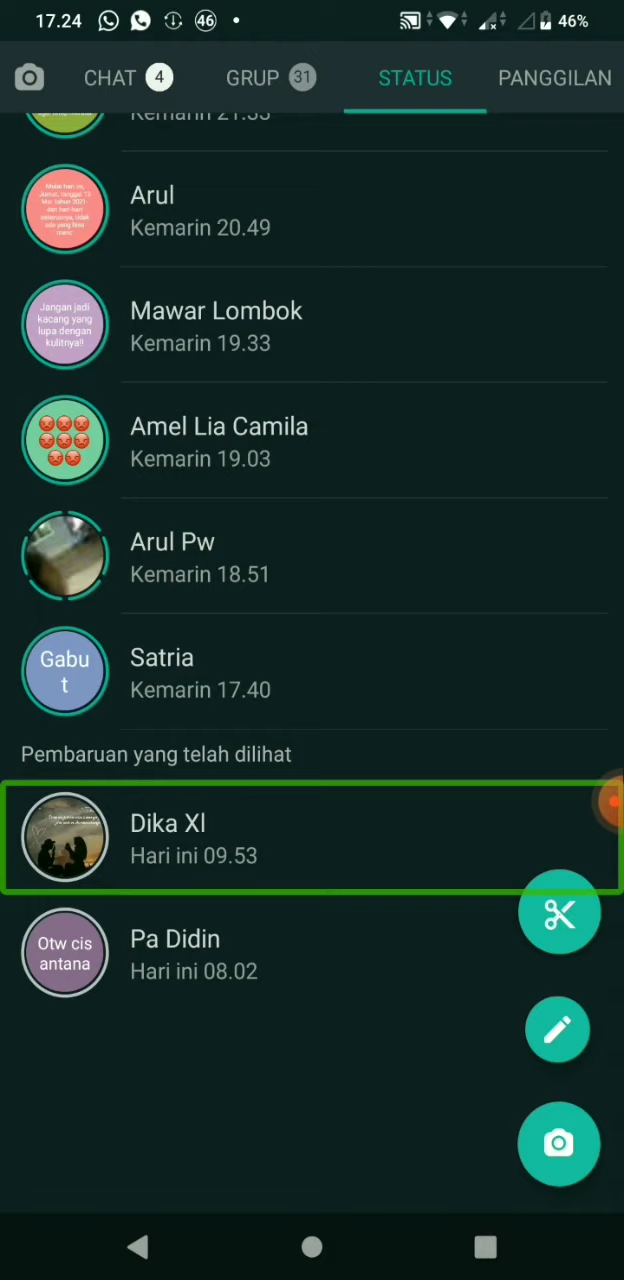 17.24
46
46%
CHAT 4
GRUP 31
STATUS
PANGGILAN
Kemarin 21.33
Arul
Kemarin 20.49
Jangan jadi
kacang yang
lupa dengan
kulitnya!!
Mawar Lombok
Kemarin 19.33
Amel Lia Camila
Kemarin 19.03
Arul Pw
Kemarin 18.51
Gabu
t
Satria
Kemarin 17.40
Pembaruan yang telah dilihat
Dika Xl
Hari ini 09.53
Otw cis
antana
Pa Didin
Hari ini 08.02